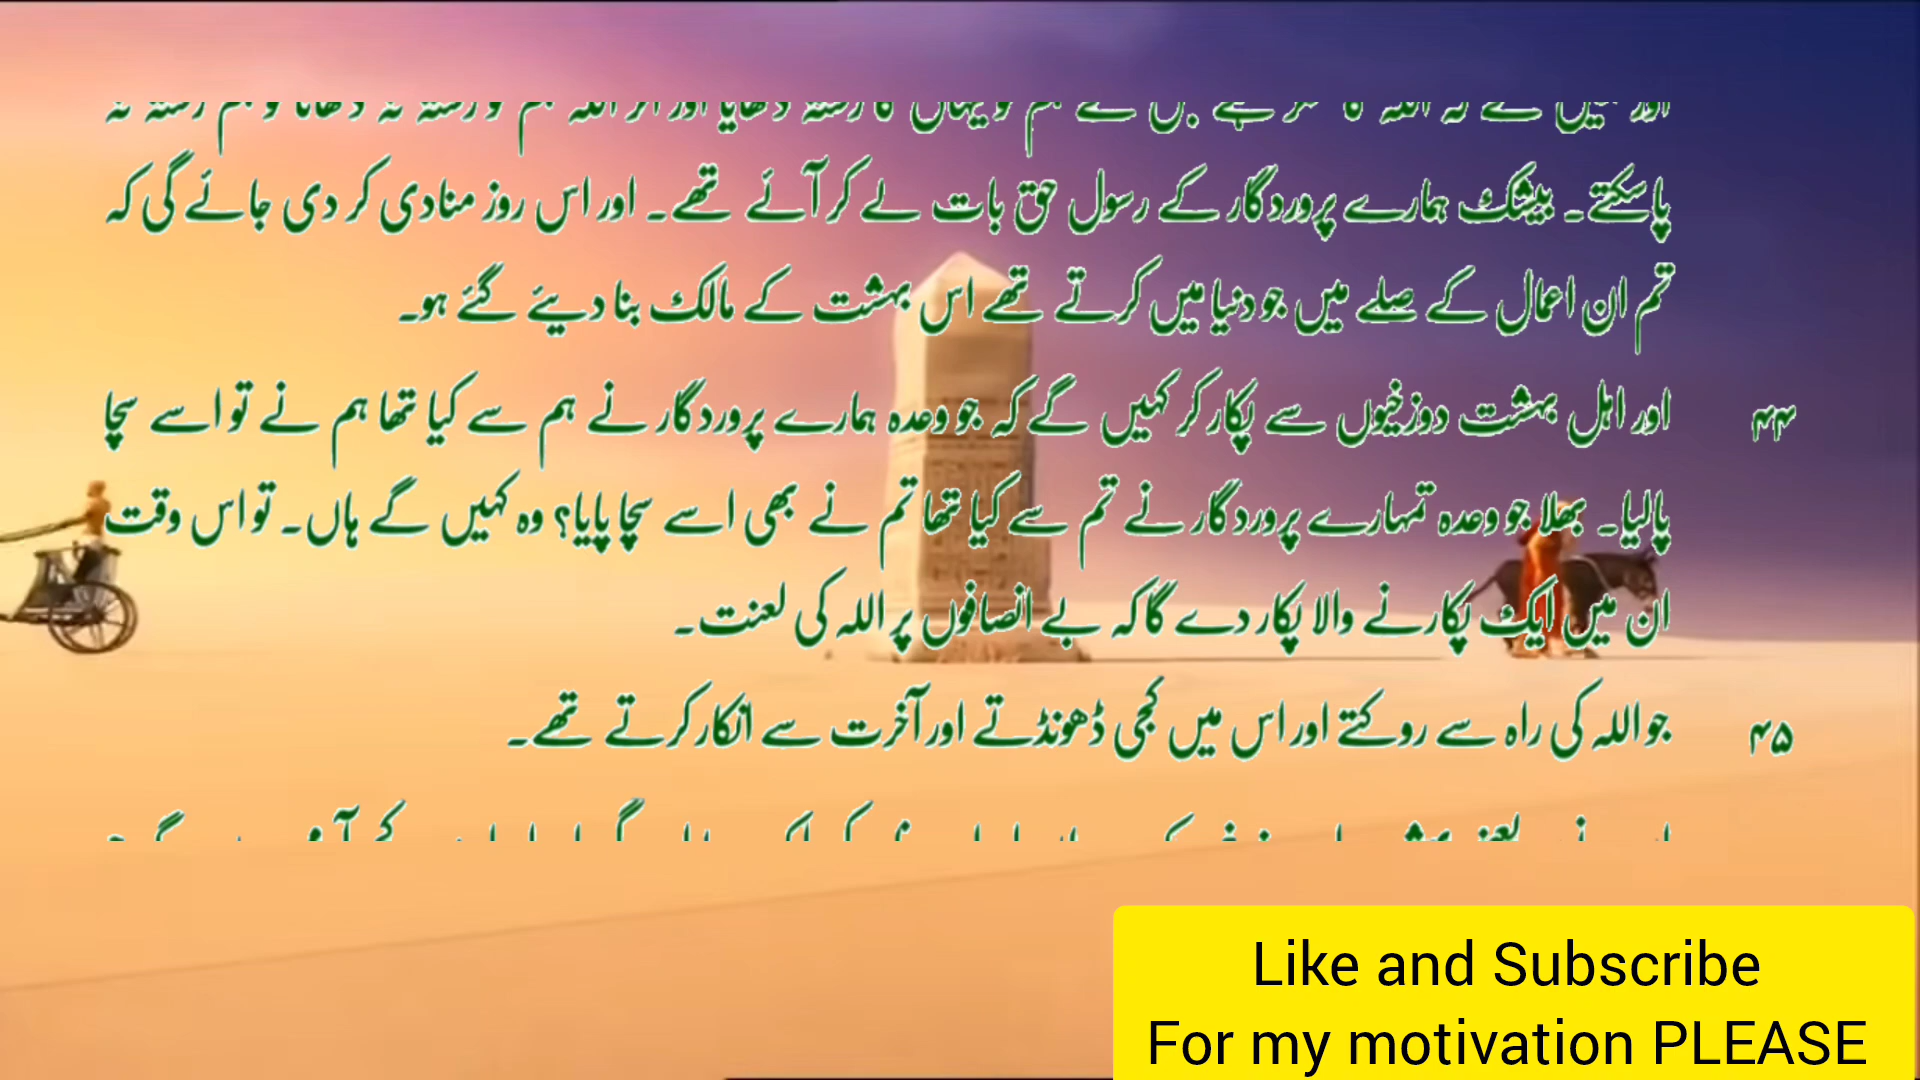 پاسکتے۔ بیشک ہمارے پروردگار کے رسول حق بات لے کر آئے تھے۔ اور اس روز منادی کر دی جائے گی کہ
تم ان اعمال کے صلے میں جو دنیا میں کرتے تھے اس بہشت کے مالک بنا دیئے گئے ہو۔
۴۴ اور اہل بہشت دوزخیوں سے پکار کر کہیں گے کہ جو وعدہ ہمارے پروردگار نے ہم سے کیا تھا ہم نے تو اسے سچا
پالیا۔ بھلا جو وعدہ تمہارے پروردگار نے تم سے کیا تھا تم نے بھی اسے سچا پایا؟ وہ کہیں گے ہاں۔ تو اس وقت
ان میں ایک پکارنے والا پکار دے گا کہ بے انصافوں پر اللہ کی لعنت۔
۴۵ جو اللہ کی راہ سے روکتے اور اس میں کجی ڈھونڈتے اور آخرت سے انکار کرتے تھے۔
Like and Subscribe
For my motivation PLEASE